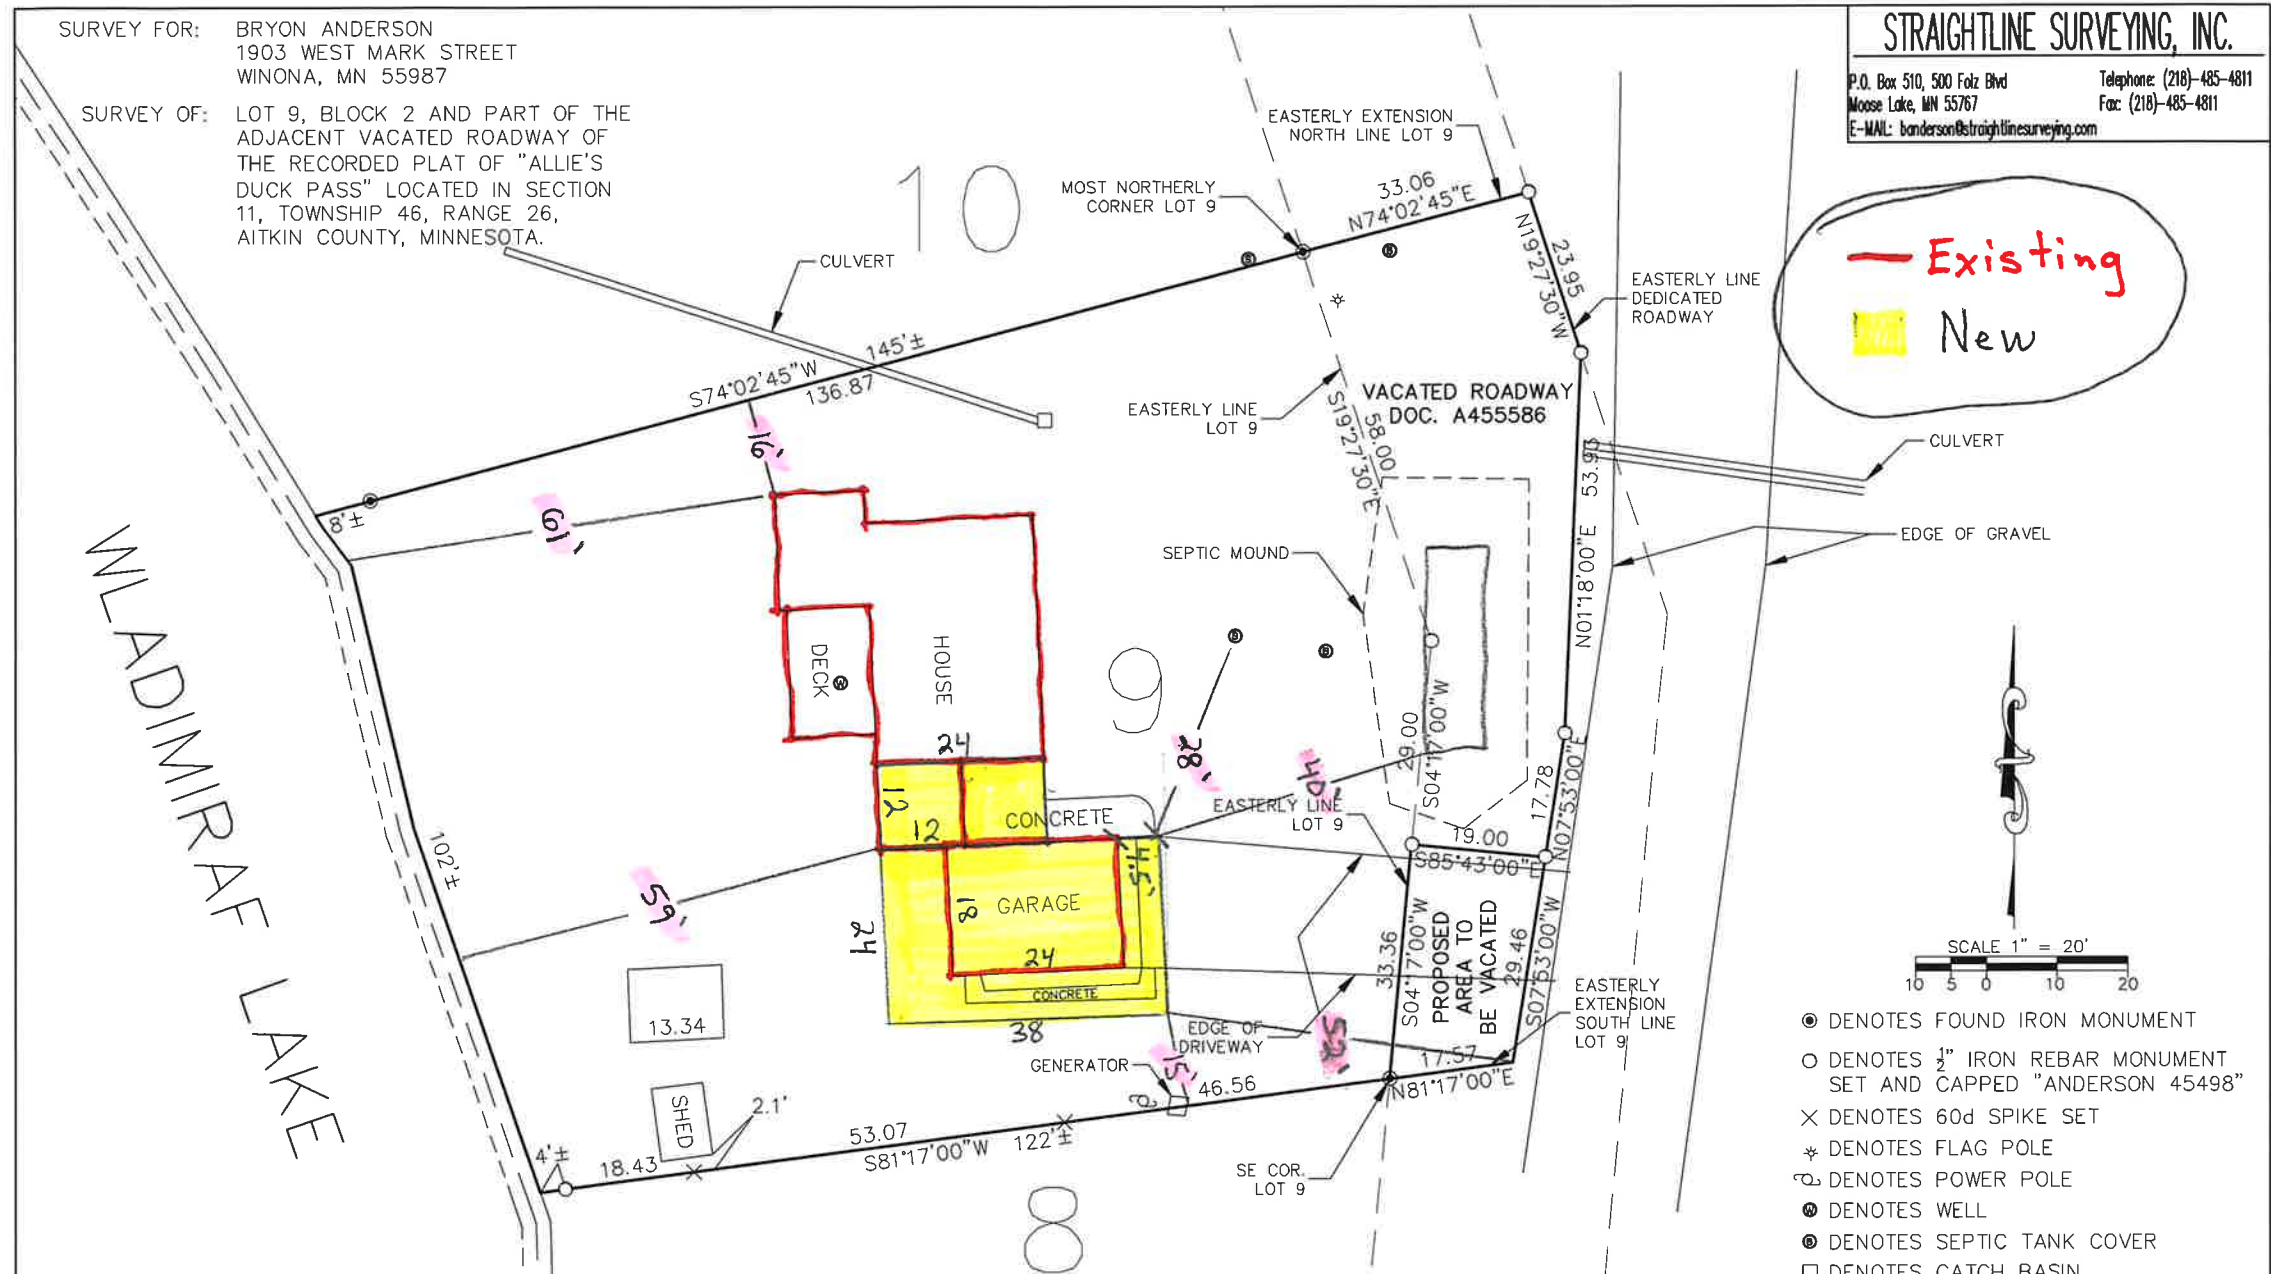 SURVEY FOR: BRYON ANDERSON
1903 WEST MARK STREET
WINONA, MN 55987
SURVEY OF: LOT 9, BLOCK 2 AND PART OF THE
ADJACENT VACATED ROADWAY OF
THE RECORDED PLAT OF "ALLIE'S
DUCK PASS" LOCATED IN SECTION
11, TOWNSHIP 46, RANGE 26,
AITKIN COUNTY, MINNESOTA.
STRAIGHTLINE SURVEYING, INC.
P.O. Box 510, 500 Folz Blvd
Moose Lake, MN 55767
E-MAIL: banderson@straightlinesurveying.com
Telephone: (218)-485-4811
Fax: (218)-485-4811
Existing
New
10
CULVERT
MOST NORTHERLY
CORNER LOT 9
EASTERLY EXTENSION
NORTH LINE LOT 9
33.06
N74°02'45"E
23.95
N19°27'30"W
EASTERLY LINE
DEDICATED
ROADWAY
145'±
S74°02'45"W
136.87
8'±
16'
61'
EASTERLY LINE
LOT 9
58.00
S19°27'30"E
VACATED ROADWAY
DOC. A455586
CULVERT
53.93
N01°18'00"E
EDGE OF GRAVEL
SEPTIC MOUND
WLADIMIRAF LAKE
DECK
HOUSE
9
24
12
12
CONCRETE
28'
40'
29.00
S04°17'00"W
17.78
N07°53'00"E
EASTERLY LINE
LOT 9
19.00
S85°43'00"E
102'±
59'
24
18
GARAGE
24
4.5'
CONCRETE
38
13.34
33.36
S04°17'00"W
PROPOSED
AREA TO
BE VACATED
29.46
S07°53'00"W
EASTERLY
EXTENSION
SOUTH LINE
LOT 9
EDGE OF
DRIVEWAY
52'
15'
GENERATOR
46.56
17.57
N81°17'00"E
SHED
2.1'
53.07
S81°17'00"W
122'±
4'±
18.43
SE COR.
LOT 9
8
SCALE 1" = 20'
10 5 0 10 20
DENOTES FOUND IRON MONUMENT
DENOTES ½" IRON REBAR MONUMENT
SET AND CAPPED "ANDERSON 45498"
DENOTES 60d SPIKE SET
DENOTES FLAG POLE
DENOTES POWER POLE
DENOTES WELL
DENOTES SEPTIC TANK COVER
DENOTES CATCH BASIN